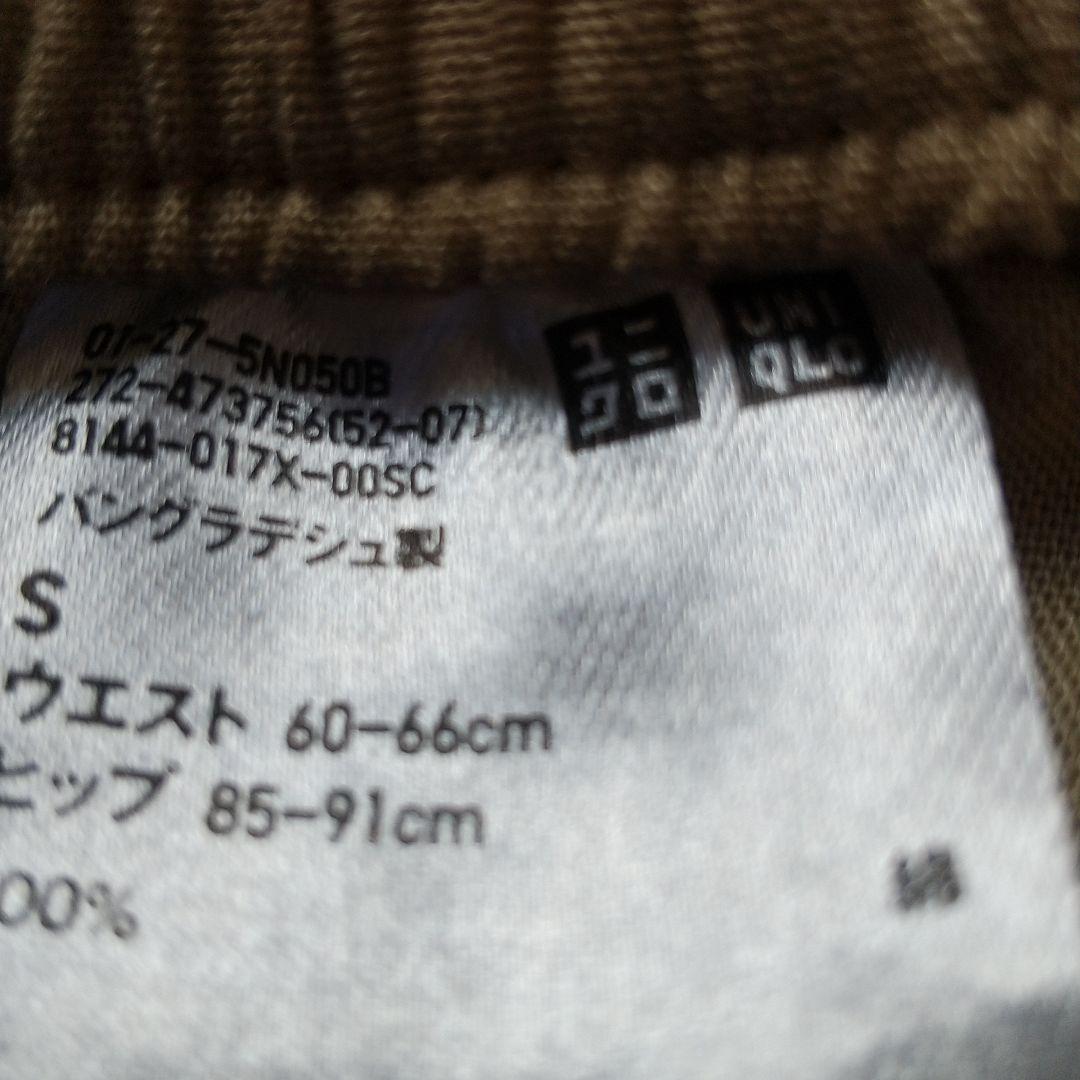 ユニ
クロ
UNI
QLO
01-27-5N050B
272-473756(52-07)
8144-017X-00SC
バングラデシュ製
S
ウエスト 60-66cm
ヒップ 85-91cm
綿
00%